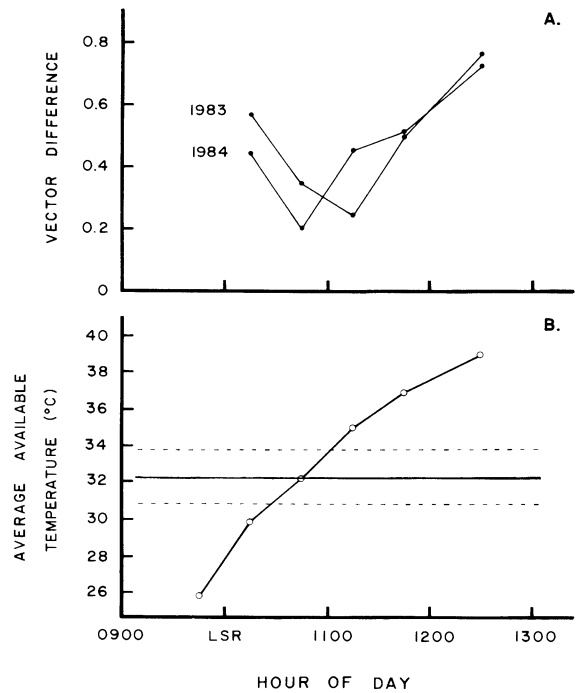 A.
VECTOR DIFFERENCE
0.8
0.6
0.4
0.2
0
1983
1984
B.
AVERAGE AVAILABLE
TEMPERATURE (°C)
40
38
36
34
32
30
28
26
0900 LSR 1100 1200 1300
HOUR OF DAY